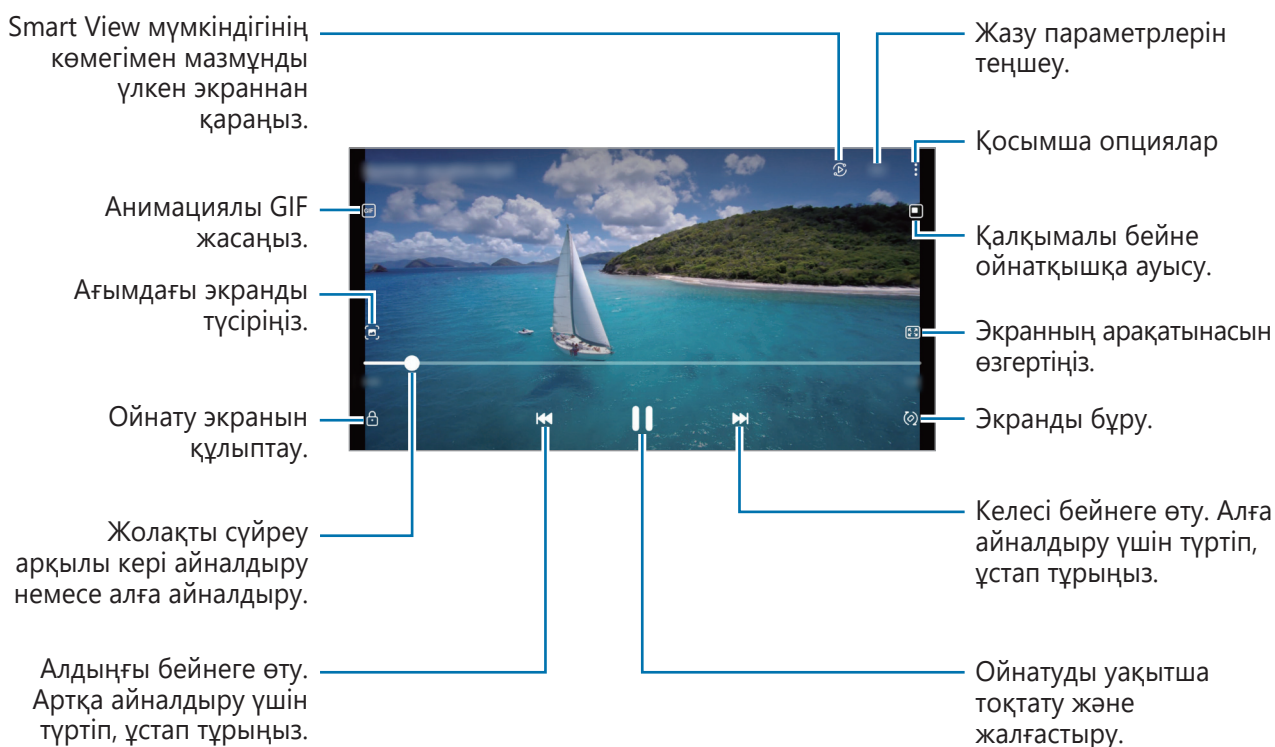 Smart View мүмкіндігінің
көмегімен мазмұнды
үлкен экраннан
қараңыз.
Анимациялы GIF
жасаңыз.
Ағымдағы экранды
түсіріңіз.
Ойнату экранын
құлыптау.
Жолақты сүйреу
арқылы кері айналдыру
немесе алға айналдыру.
Алдыңғы бейнеге өту.
Артқа айналдыру үшін
түртіп, ұстап тұрыңыз.
GIF
Жазу параметрлерін
теңшеу.
Қосымша опциялар
Қалқымалы бейне
ойнатқышқа ауысу.
Экранның арақатынасын
өзгертіңіз.
Экранды бұру.
Келесі бейнеге өту. Алға
айналдыру үшін түртіп,
ұстап тұрыңыз.
Ойнатуды уақытша
тоқтату және
жалғастыру.